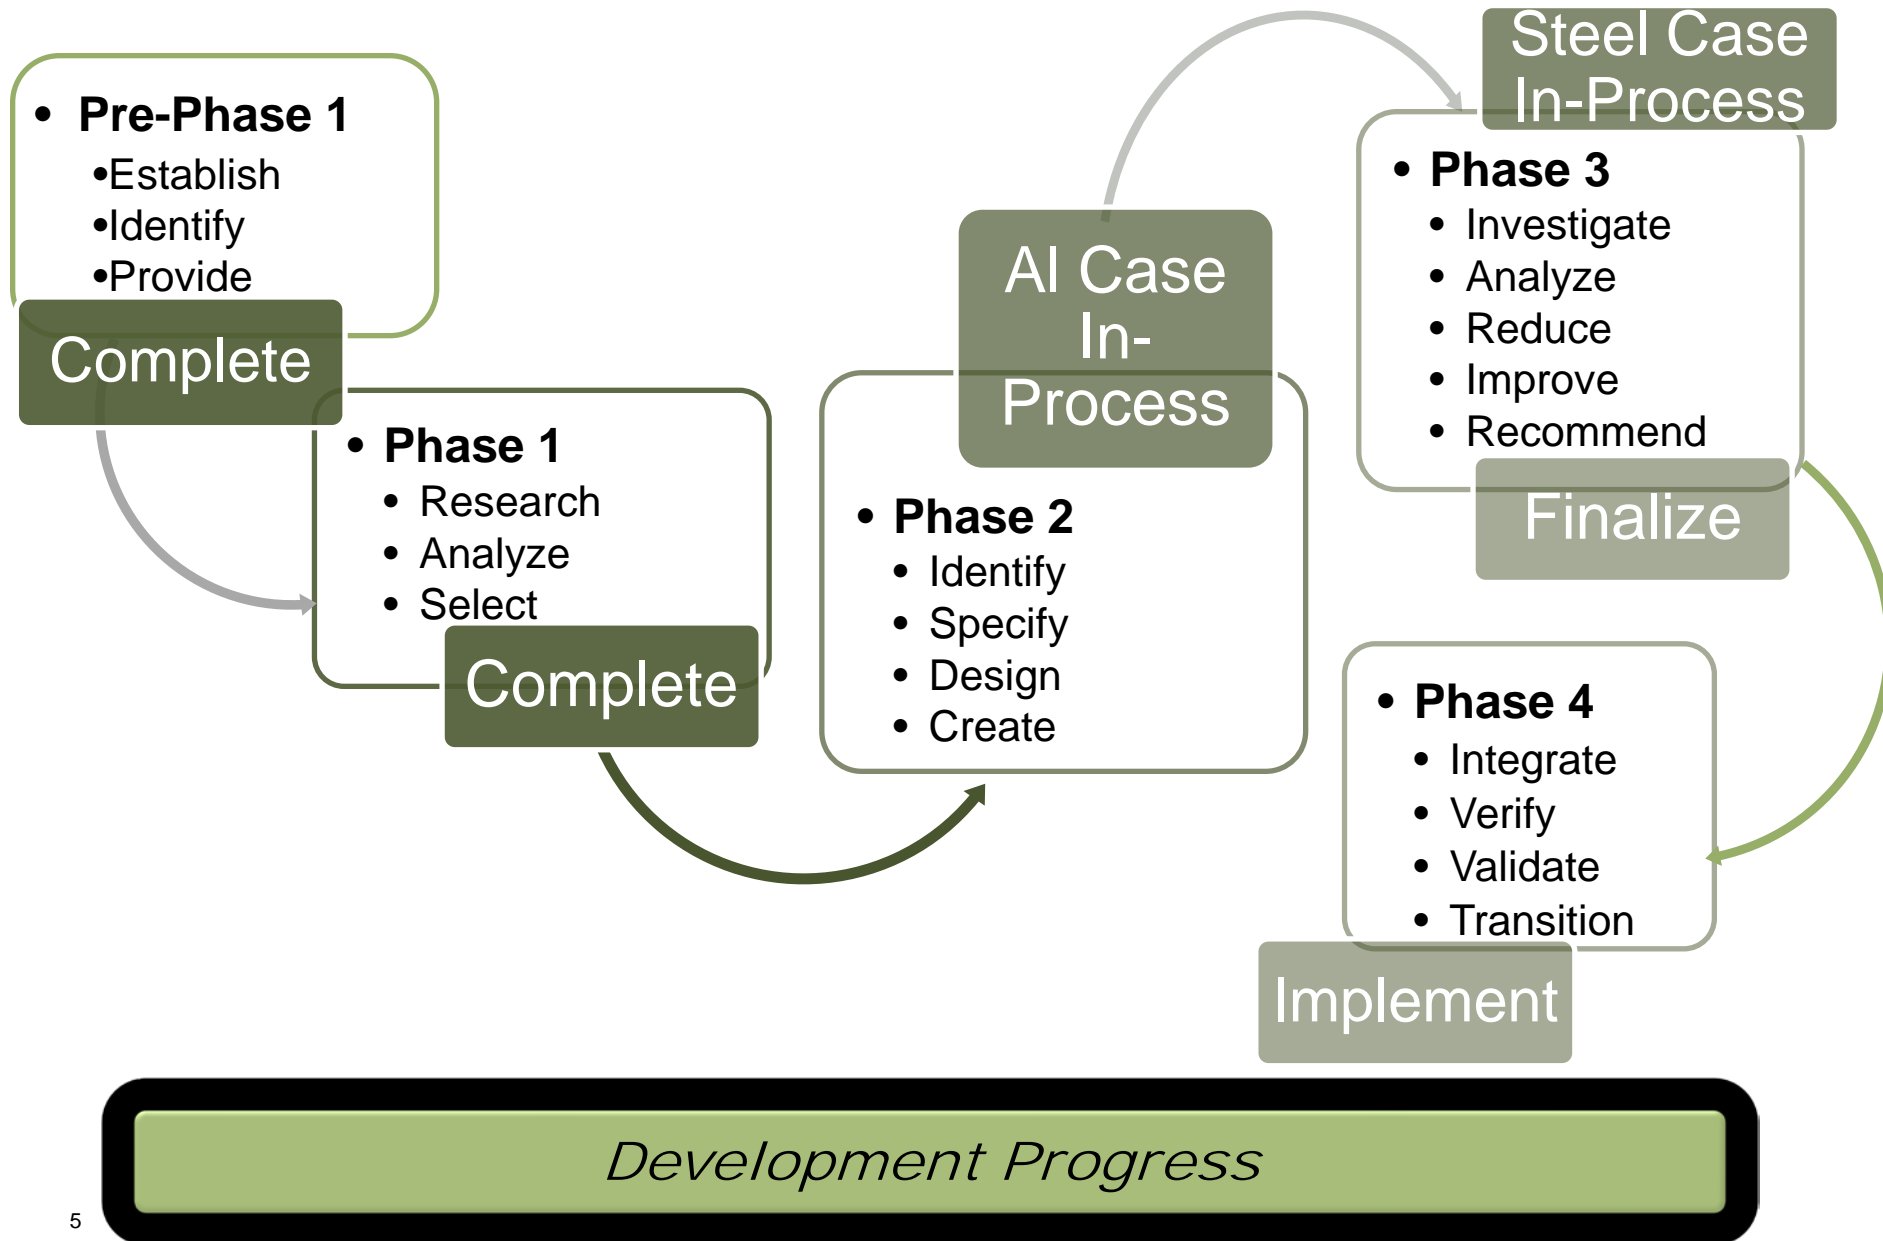 • Pre-Phase 1
•Establish
•Identify
•Provide
Complete
• Phase 1
• Research
• Analyze
• Select
Complete
Al Case
In-
Process
• Phase 2
• Identify
• Specify
• Design
• Create
Steel Case
In-Process
• Phase 3
• Investigate
• Analyze
• Reduce
• Improve
• Recommend
Finalize
• Phase 4
• Integrate
• Verify
• Validate
• Transition
Implement
Development Progress
5